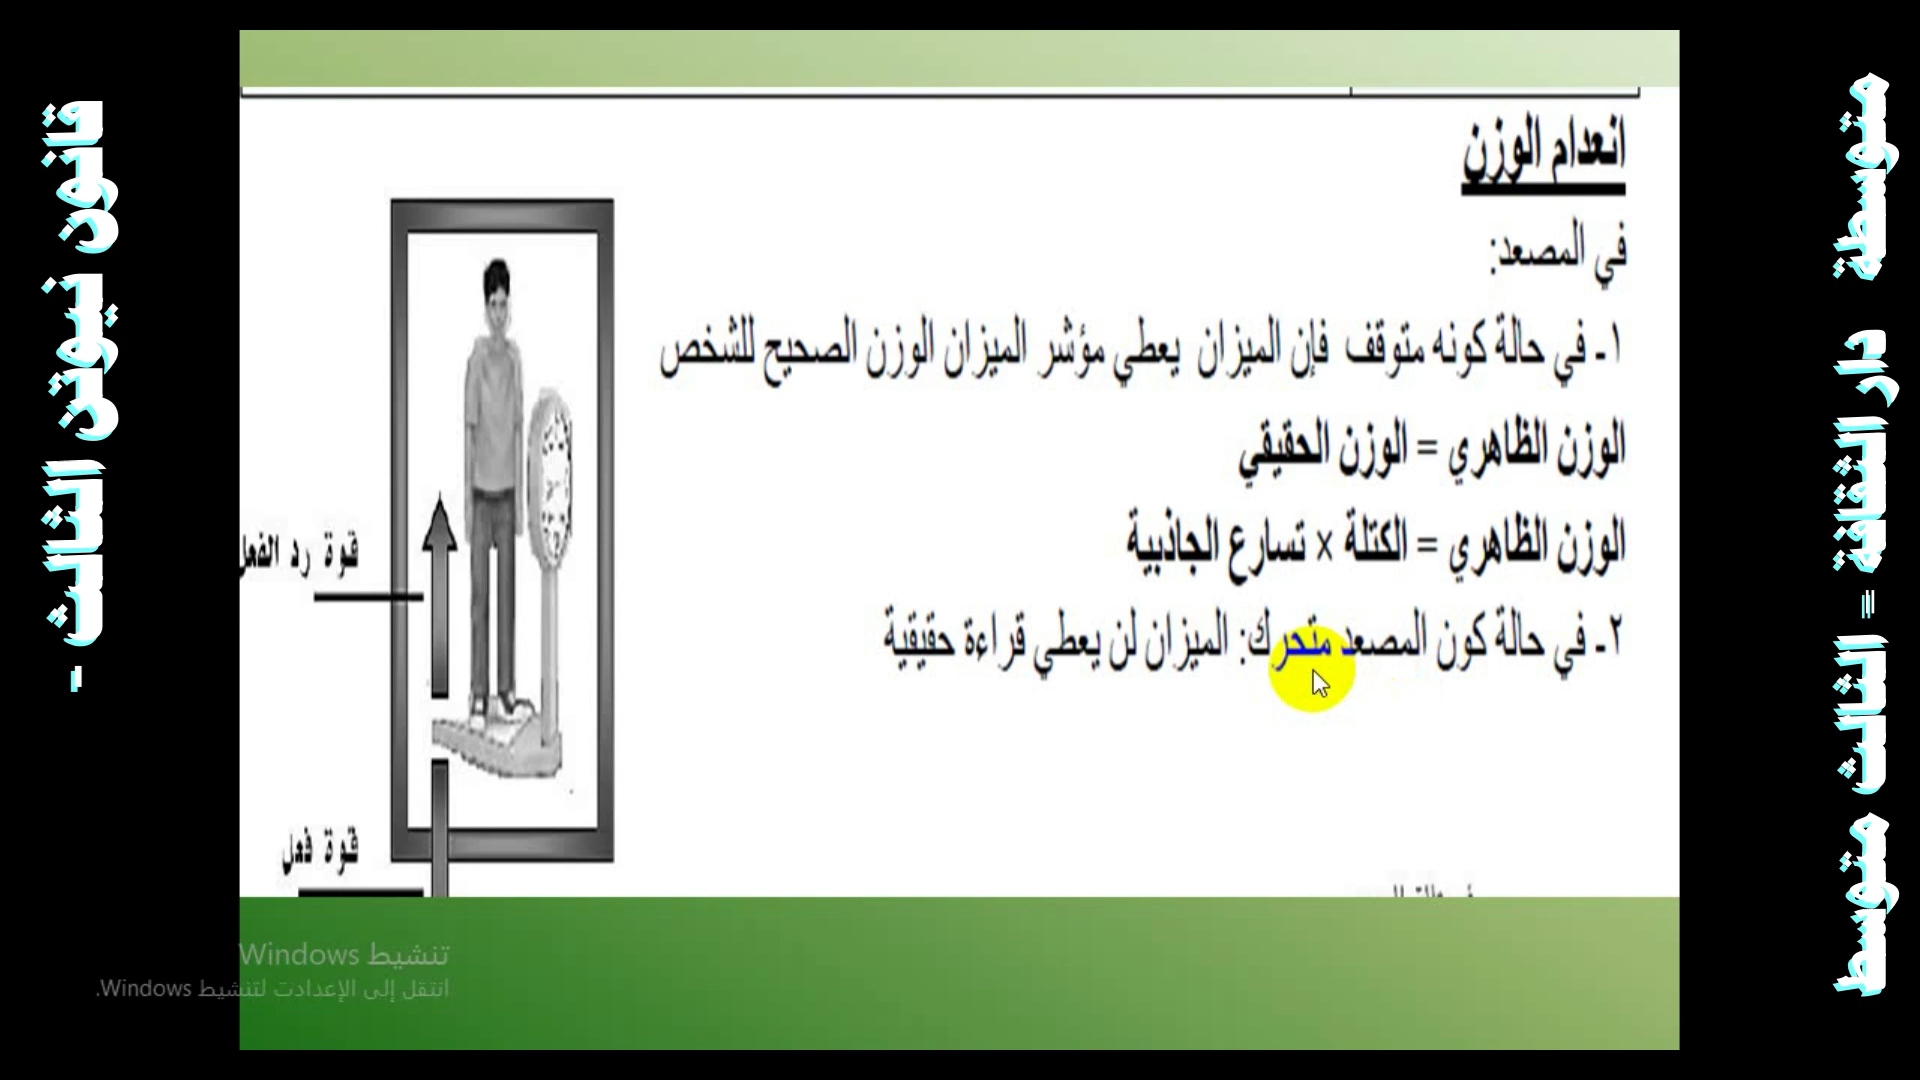 انعدام الوزن
في المصعد:
١- في حالة كونه متوقف فإن الميزان يعطي مؤشر الميزان الوزن الصحيح للشخص
الوزن الظاهري = الوزن الحقيقي
الوزن الظاهري = الكتلة × تسارع الجاذبية
٢- في حالة كون المصعد متحرك: الميزان لن يعطي قراءة حقيقية
قوة رد الفعل
قوة فعل
متوسطة دار الثقافة = الثالث متوسط
قانون نيوتن الثالث -
تنشيط Windows
انتقل إلى الإعدادت لتنشيط Windows.